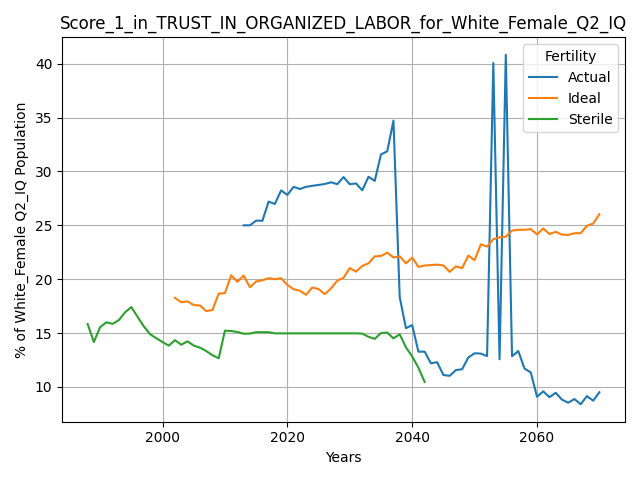 Score_1_in_TRUST_IN_ORGANIZED_LABOR_for_White_Female_Q2_IQ
% of White_Female Q2_IQ Population
40
35
30
25
20
15
10
Fertility
Actual
Ideal
Sterile
2000 2020 2040 2060
Years